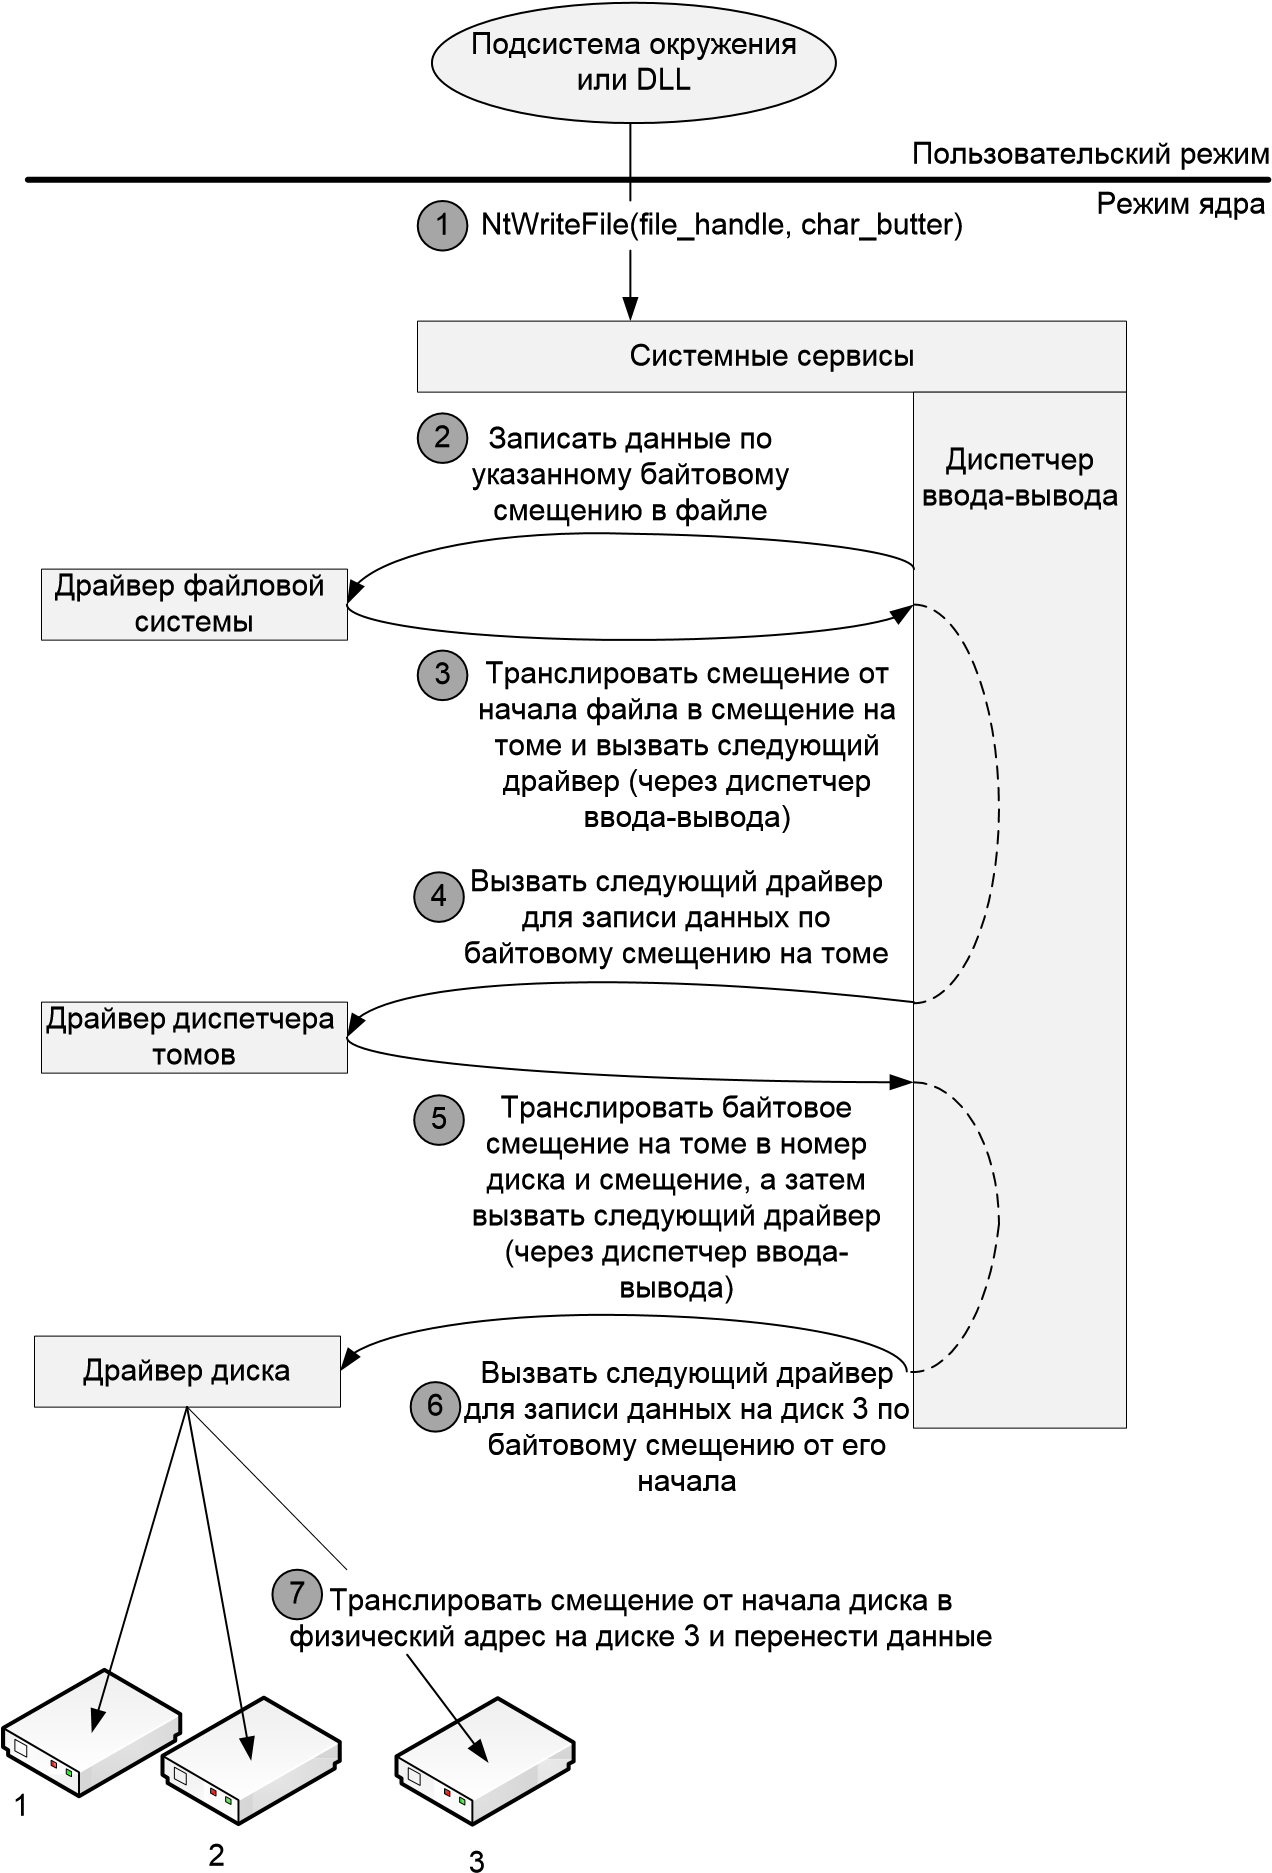 Подсистема окружения
или DLL
Пользовательский режим
Режим ядра
1 NtWriteFile(file_handle, char_butter)
Системные сервисы
Диспетчер
ввода-вывода
2 Записать данные по
указанному байтовому
смещению в файле
Драйвер файловой
системы
3 Транслировать смещение от
начала файла в смещение на
томе и вызвать следующий
драйвер (через диспетчер
ввода-вывода)
4 Вызвать следующий драйвер
для записи данных по
байтовому смещению на томе
Драйвер диспетчера
томов
5 Транслировать байтовое
смещение на томе в номер
диска и смещение, а затем
вызвать следующий драйвер
(через диспетчер ввода-
вывода)
Драйвер диска
6 Вызвать следующий драйвер
для записи данных на диск 3 по
байтовому смещению от его
начала
7 Транслировать смещение от начала диска в
физический адрес на диске 3 и перенести данные
1
2
3